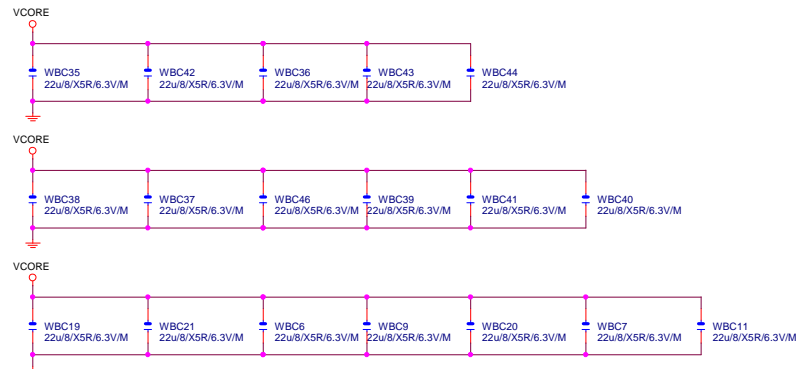 VCORE
WBC35 WBC42 WBC36 WBC43 WBC44
22u/8/X5R/6.3V/M 22u/8/X5R/6.3V/M 22u/8/X5R/6.3V/M 22u/8/X5R/6.3V/M 22u/8/X5R/6.3V/M
VCORE
WBC38 WBC37 WBC46 WBC39 WBC41 WBC40
22u/8/X5R/6.3V/M 22u/8/X5R/6.3V/M 22u/8/X5R/6.3V/M 22u/8/X5R/6.3V/M 22u/8/X5R/6.3V/M 22u/8/X5R/6.3V/M
VCORE
WBC19 WBC21 WBC6 WBC9 WBC20 WBC7 WBC11
22u/8/X5R/6.3V/M 22u/8/X5R/6.3V/M 22u/8/X5R/6.3V/M 22u/8/X5R/6.3V/M 22u/8/X5R/6.3V/M 22u/8/X5R/6.3V/M 22u/8/X5R/6.3V/M